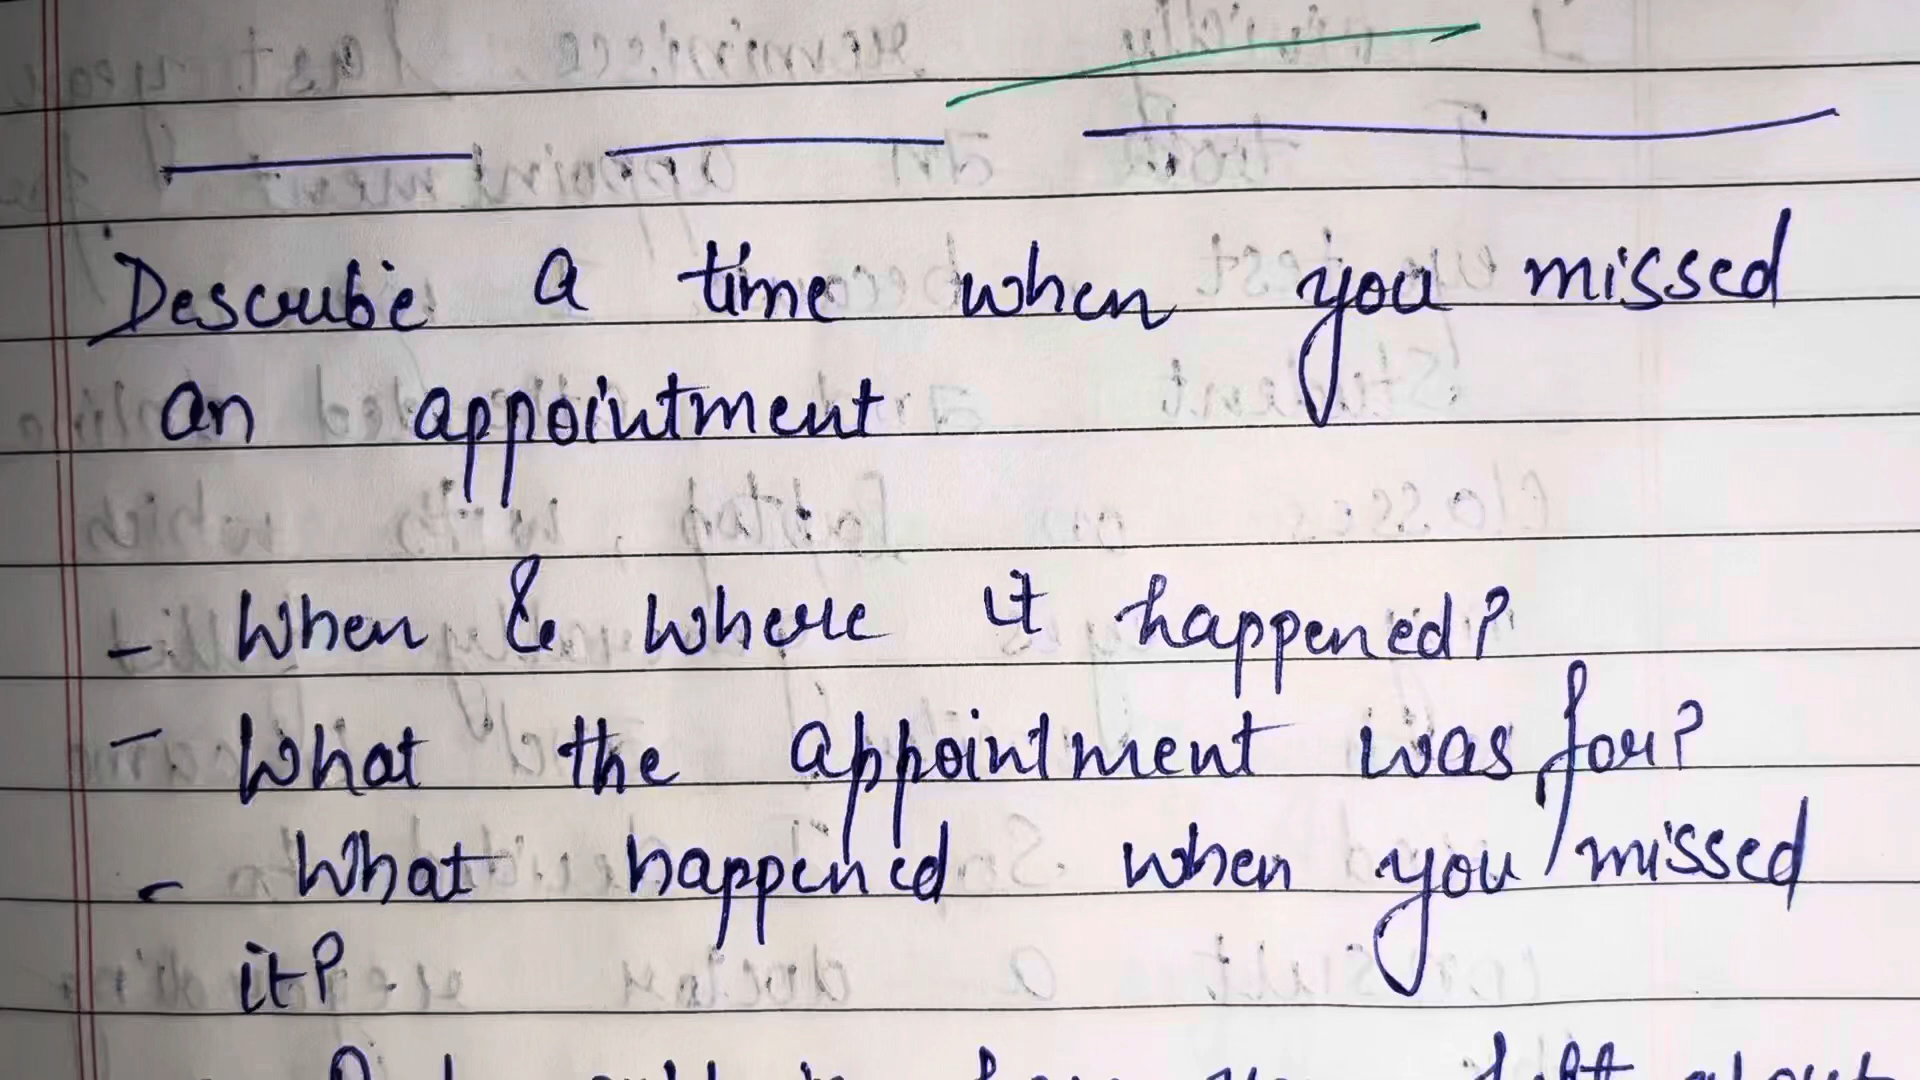 Describe a time when you missed
an appointment
- When & where it happened?
- What the appointment was for?
- What happened when you missed
it?